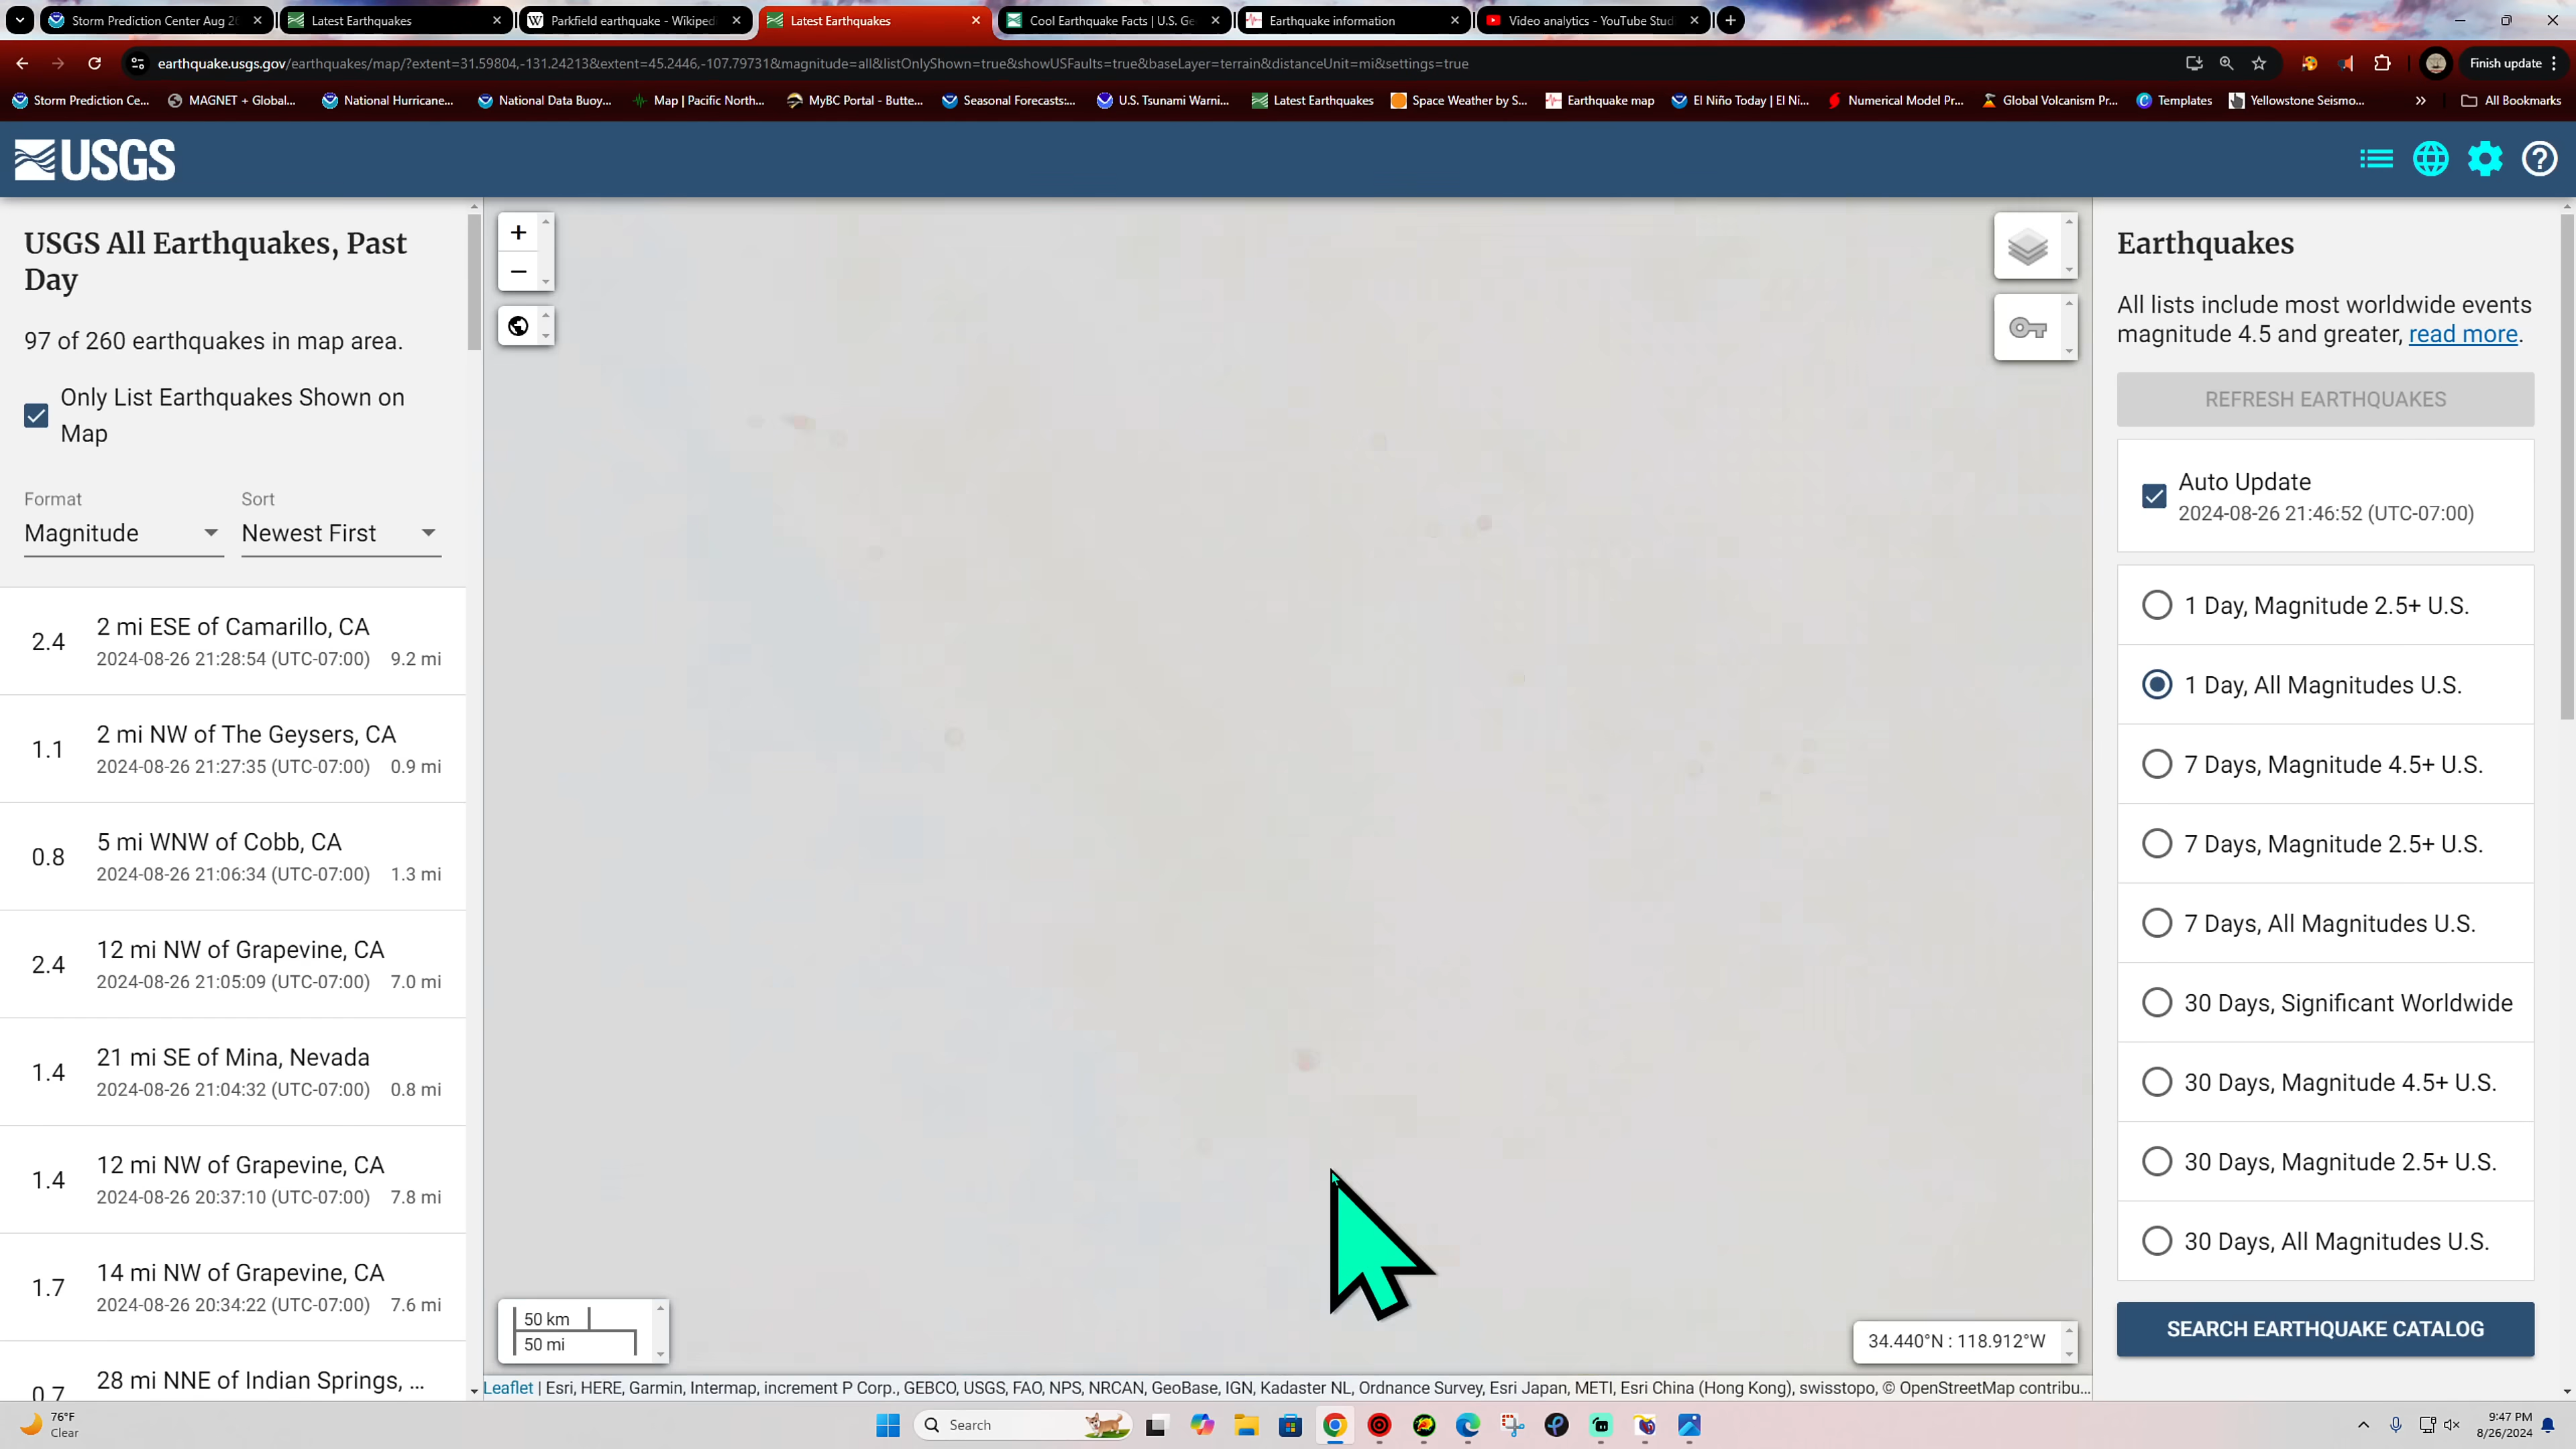 Storm Prediction Center Aug 2
Latest Earthquakes
Parkfield earthquake - Wikiped
Latest Earthquakes
Cool Earthquake Facts | U.S. Ge
Earthquake information
Video analytics - YouTube Stud
earthquake.usgs.gov/earthquakes/map/?extent=31.59804,-131.24213&extent=45.2446,-107.79731&magnitude=all&listOnlyShown=true&showUSFaults=true&baseLayer=terrain&distanceUnit=mi&settings=true
Finish update
Storm Prediction Ce...
MAGNET + Global...
National Hurricane...
National Data Buoy...
Map | Pacific North...
MyBC Portal - Butte...
Seasonal Forecasts:...
U.S. Tsunami Warni...
Latest Earthquakes
Space Weather by S...
Earthquake map
El Niño Today | El Ni...
Numerical Model Pr...
Global Volcanism Pr...
Templates
Yellowstone Seismo...
All Bookmarks
USGS
USGS All Earthquakes, Past
Day
97 of 260 earthquakes in map area.
Only List Earthquakes Shown on
Map
Format
Sort
Magnitude
Newest First
2.4
2 mi ESE of Camarillo, CA
2024-08-26 21:28:54 (UTC-07:00) 9.2 mi
1.1
2 mi NW of The Geysers, CA
2024-08-26 21:27:35 (UTC-07:00) 0.9 mi
0.8
5 mi WNW of Cobb, CA
2024-08-26 21:06:34 (UTC-07:00) 1.3 mi
2.4
12 mi NW of Grapevine, CA
2024-08-26 21:05:09 (UTC-07:00) 7.0 mi
1.4
21 mi SE of Mina, Nevada
2024-08-26 21:04:32 (UTC-07:00) 0.8 mi
1.4
12 mi NW of Grapevine, CA
2024-08-26 20:37:10 (UTC-07:00) 7.8 mi
1.7
14 mi NW of Grapevine, CA
2024-08-26 20:34:22 (UTC-07:00) 7.6 mi
0.7
28 mi NNE of Indian Springs, ...
50 km
50 mi
34.440°N : 118.912°W
Leaflet | Esri, HERE, Garmin, Intermap, increment P Corp., GEBCO, USGS, FAO, NPS, NRCAN, GeoBase, IGN, Kadaster NL, Ordnance Survey, Esri Japan, METI, Esri China (Hong Kong), swisstopo, © OpenStreetMap contribu...
Earthquakes
All lists include most worldwide events
magnitude 4.5 and greater, read more.
REFRESH EARTHQUAKES
Auto Update
2024-08-26 21:46:52 (UTC-07:00)
1 Day, Magnitude 2.5+ U.S.
1 Day, All Magnitudes U.S.
7 Days, Magnitude 4.5+ U.S.
7 Days, Magnitude 2.5+ U.S.
7 Days, All Magnitudes U.S.
30 Days, Significant Worldwide
30 Days, Magnitude 4.5+ U.S.
30 Days, Magnitude 2.5+ U.S.
30 Days, All Magnitudes U.S.
SEARCH EARTHQUAKE CATALOG
76°F
Clear
Search
9:47 PM
8/26/2024